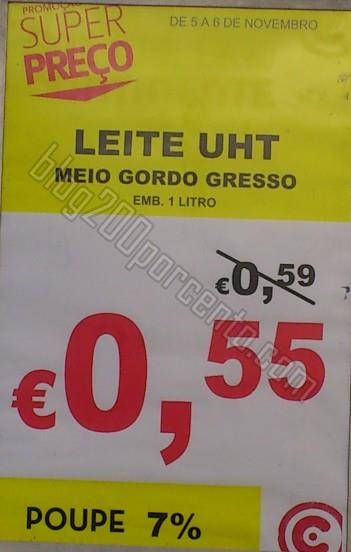 PROMOÇÃO
SUPER
PREÇO
DE 5 A 6 DE NOVEMBRO
LEITE UHT
MEIO GORDO GRESSO
EMB. 1 LITRO
€0,59
€0,55
POUPE 7%
blog200porcento.com